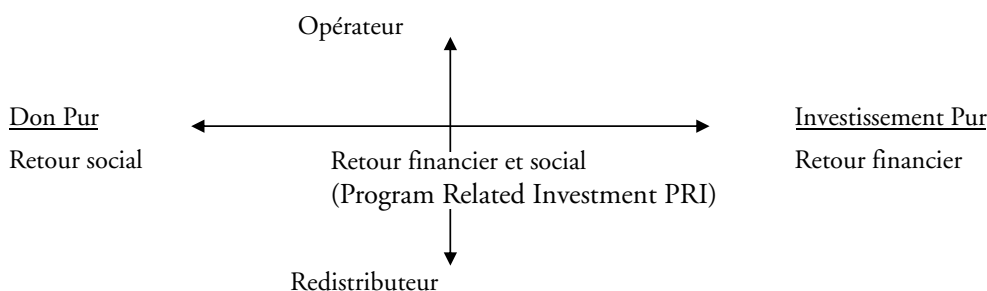 Opérateur
Don Pur
Investissement Pur
Retour social
Retour financier et social
Retour financier
(Program Related Investment PRI)
Redistributeur